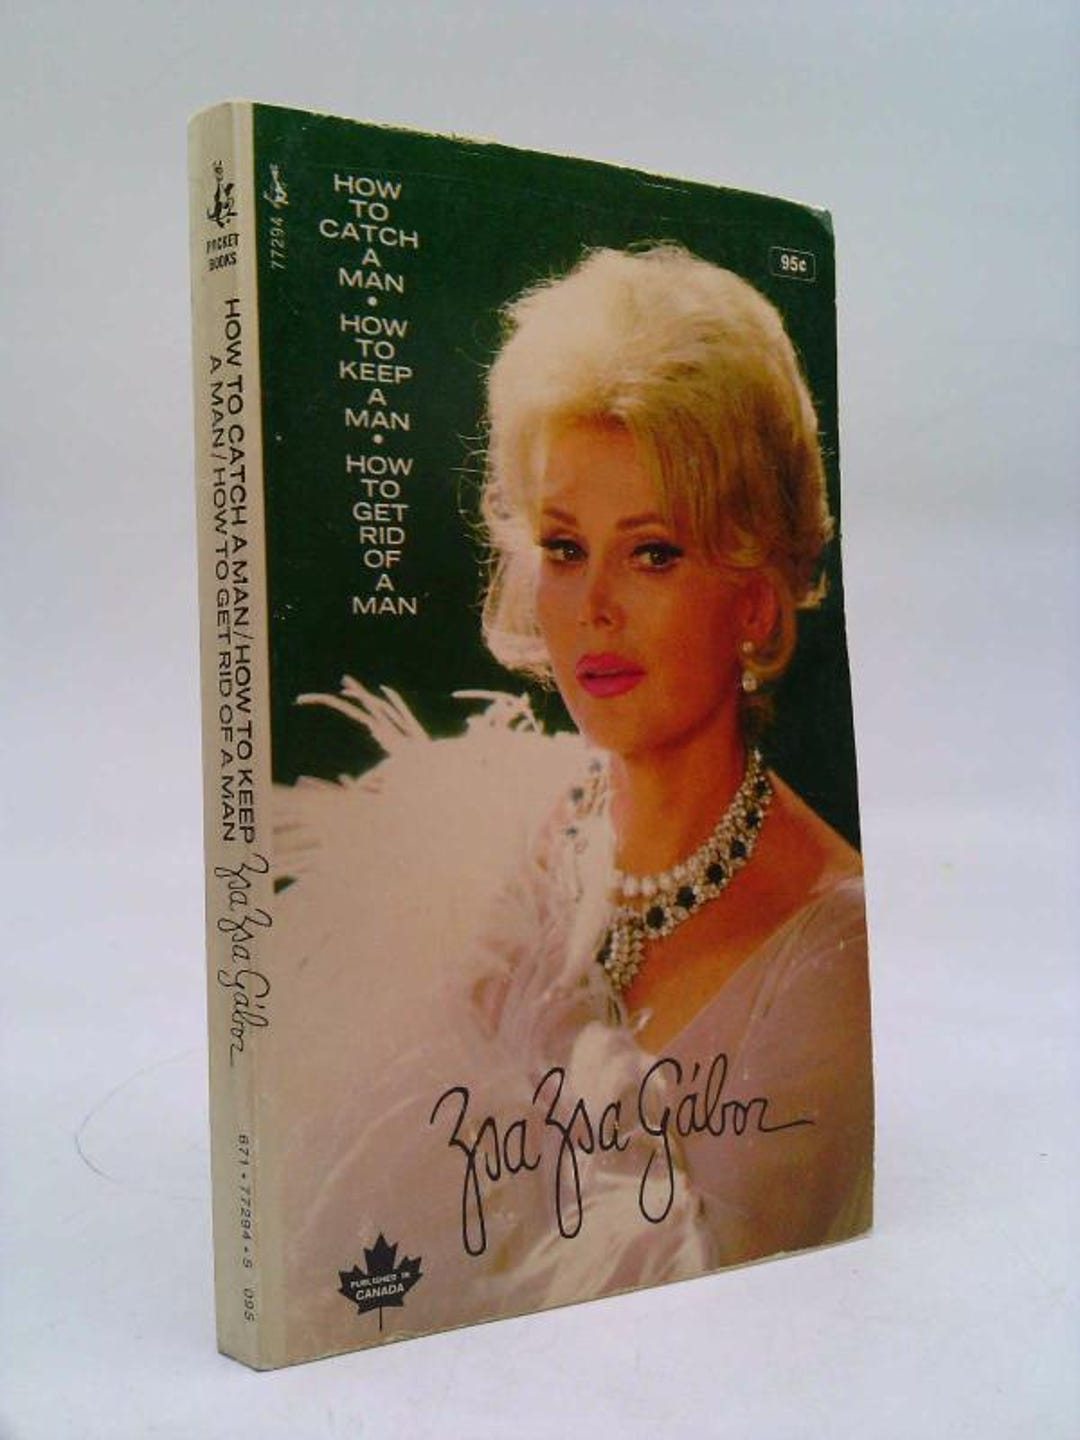 POCKET
BOOKS
HOW TO CATCH A MAN/HOW TO KEEP
A MAN/HOW TO GET RID OF A MAN
Zsa Zsa Gábor
671·77294·5 095
77294
HOW
TO
CATCH
A
MAN
•
HOW
TO
KEEP
A
MAN
•
HOW
TO
GET
RID
OF
A
MAN
95¢
Zsa Zsa Gábor
PUBLISHED IN
CANADA